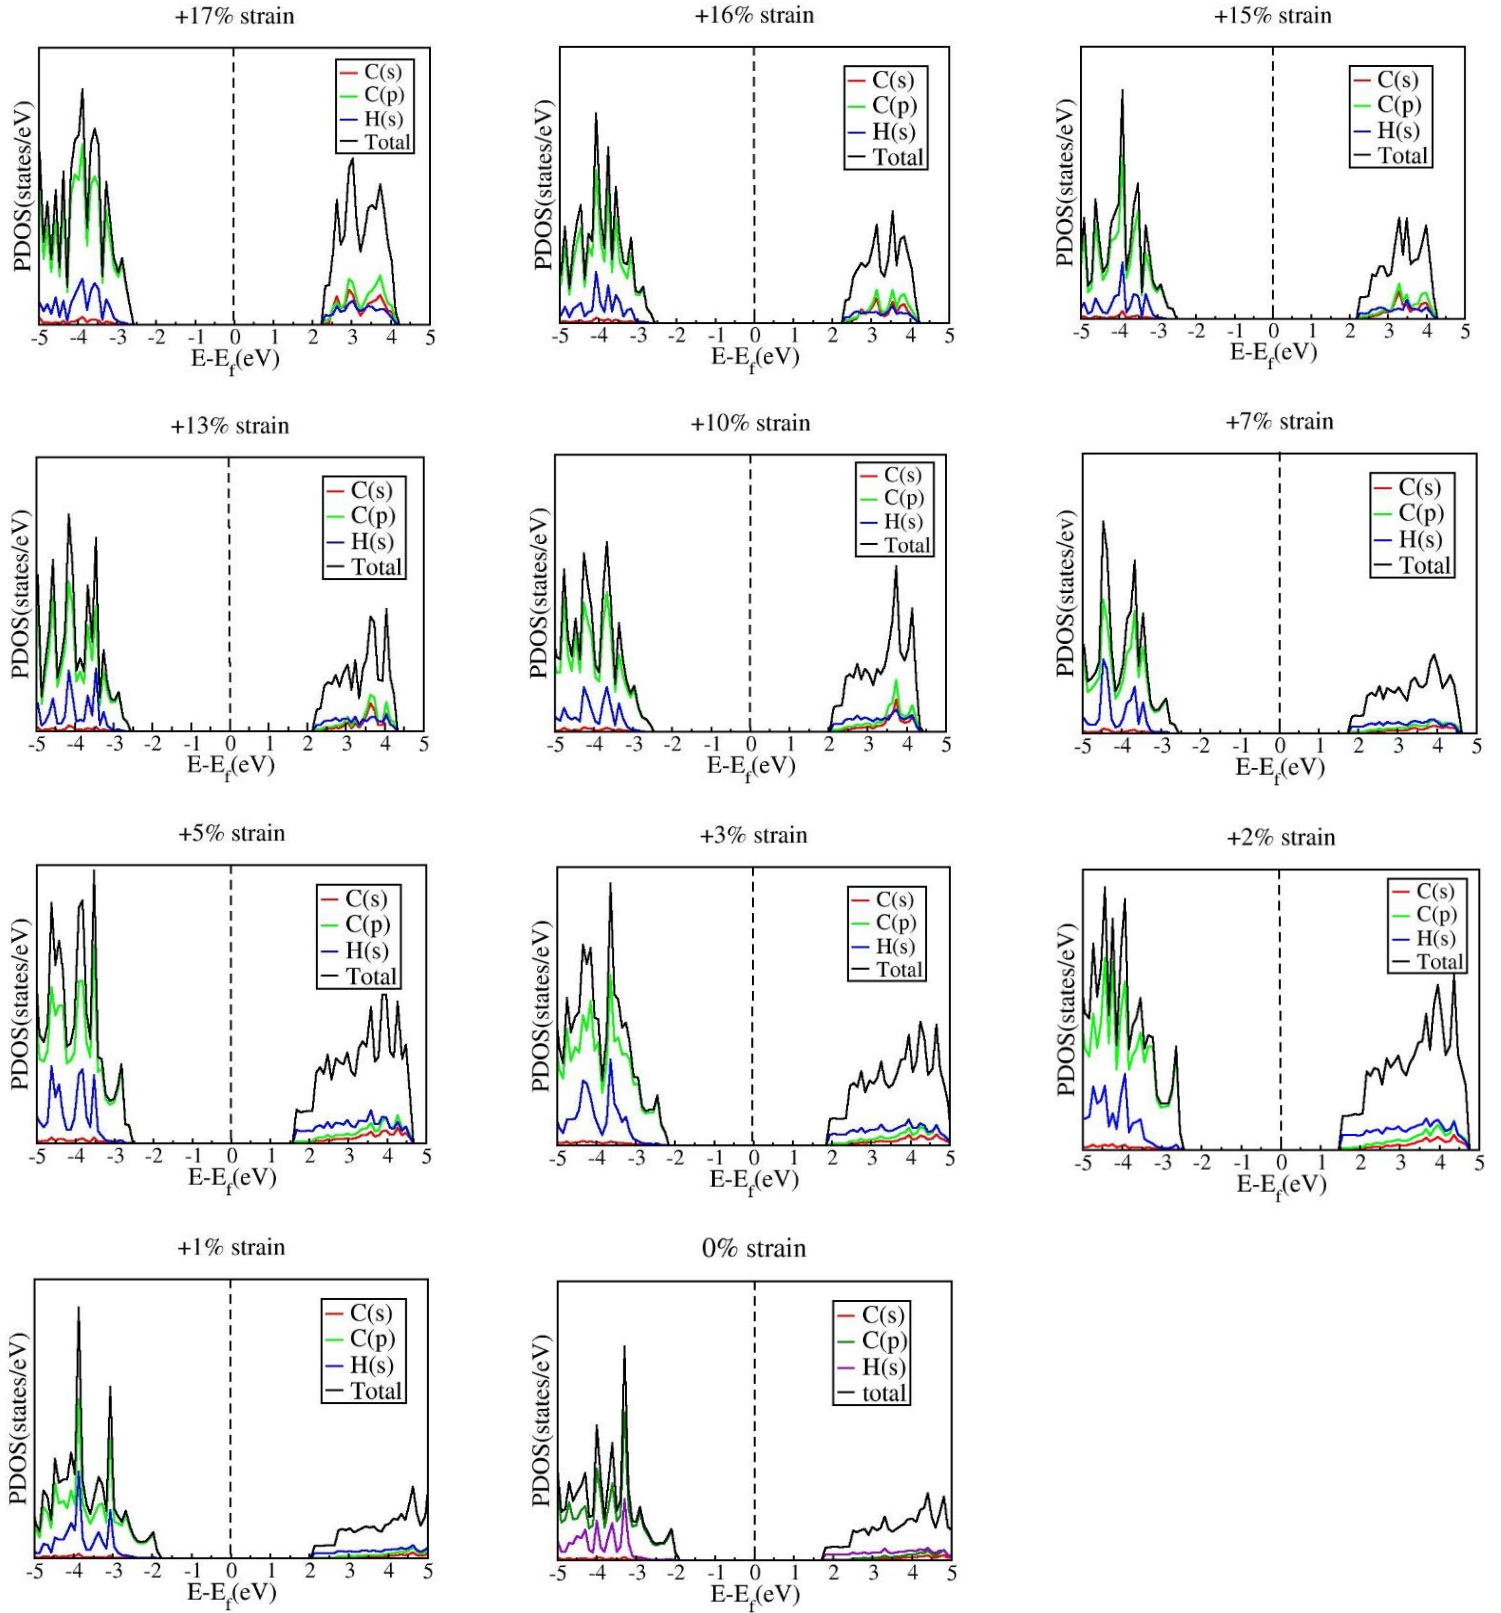 +17% strain
+16% strain
+15% strain
PDOS(states/eV)
C(s)
C(p)
H(s)
Total
-5 -4 -3 -2 -1 0 1 2 3 4 5
E-Ef(eV)
PDOS(states/eV)
C(s)
C(p)
H(s)
Total
-5 -4 -3 -2 -1 0 1 2 3 4 5
E-Ef(eV)
PDOS(states/eV)
C(s)
C(p)
H(s)
Total
-5 -4 -3 -2 -1 0 1 2 3 4 5
E-Ef(eV)
+13% strain
+10% strain
+7% strain
PDOS(states/eV)
C(s)
C(p)
H(s)
Total
-5 -4 -3 -2 -1 0 1 2 3 4 5
E-Ef(eV)
PDOS(states/eV)
C(s)
C(p)
H(s)
Total
-5 -4 -3 -2 -1 0 1 2 3 4 5
E-Ef(eV)
PDOS(states/ev)
C(s)
C(p)
H(s)
Total
-5 -4 -3 -2 -1 0 1 2 3 4 5
E-Ef(eV)
+5% strain
+3% strain
+2% strain
PDOS(states/eV)
C(s)
C(p)
H(s)
Total
-5 -4 -3 -2 -1 0 1 2 3 4 5
E-Ef(eV)
PDOS(states/eV)
C(s)
C(p)
H(s)
Total
-5 -4 -3 -2 -1 0 1 2 3 4 5
E-Ef(eV)
PDOS(states/eV)
C(s)
C(p)
H(s)
Total
-5 -4 -3 -2 -1 0 1 2 3 4 5
E-Ef(eV)
+1% strain
0% strain
PDOS(states/eV)
C(s)
C(p)
H(s)
Total
-5 -4 -3 -2 -1 0 1 2 3 4 5
E-Ef(eV)
PDOS(states/eV)
C(s)
C(p)
H(s)
total
-5 -4 -3 -2 -1 0 1 2 3 4 5
E-Ef(eV)